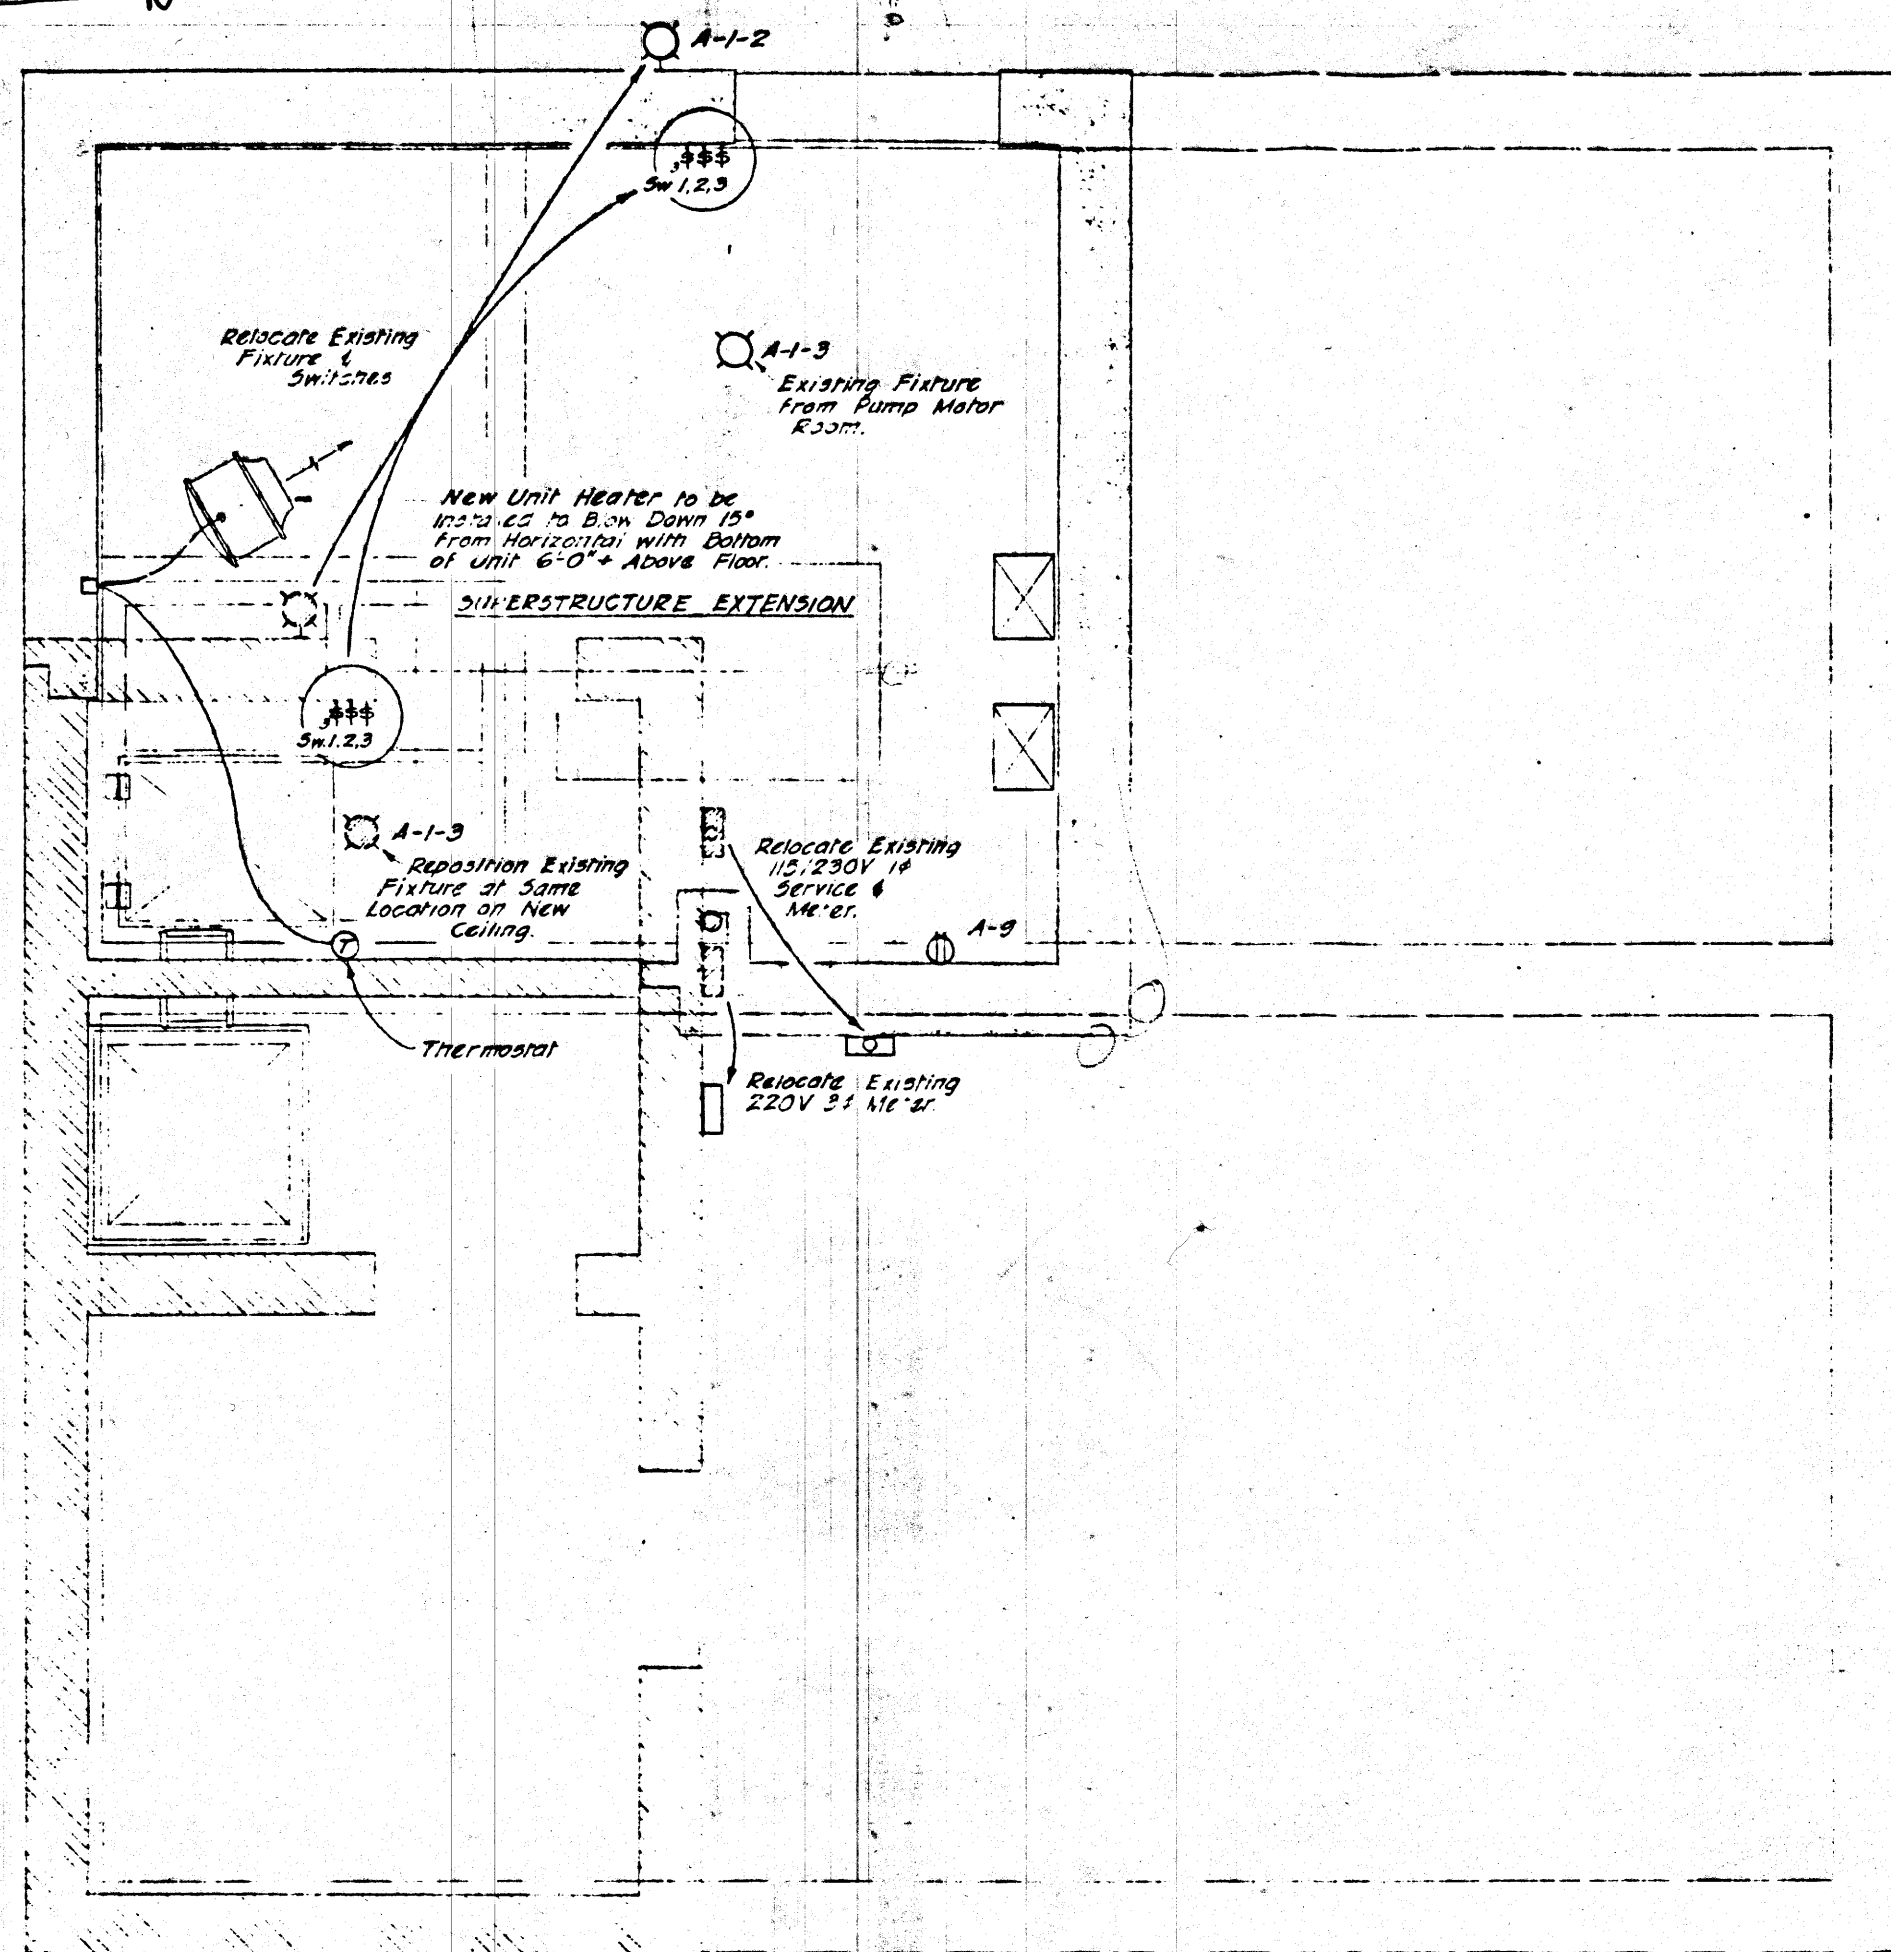 N
A-1-2
$$$
Sw 1,2,3
Relocate Existing
Fixture &
Switches
A-1-3
Existing Fixture
from Pump Motor
Room.
New Unit Heater to be
Installed to Blow Down 15°
from Horizontal with Bottom
of unit 6'-0"+ Above Floor.
SUPERSTRUCTURE EXTENSION
$$$
Sw.1,2,3
A-1-3
Reposition Existing
Fixture at Same
Location on New
Ceiling.
Relocate Existing
115/230V 1φ
Service &
Meter.
A-9
T
Thermostat
Relocate Existing
220V 3φ Meter.